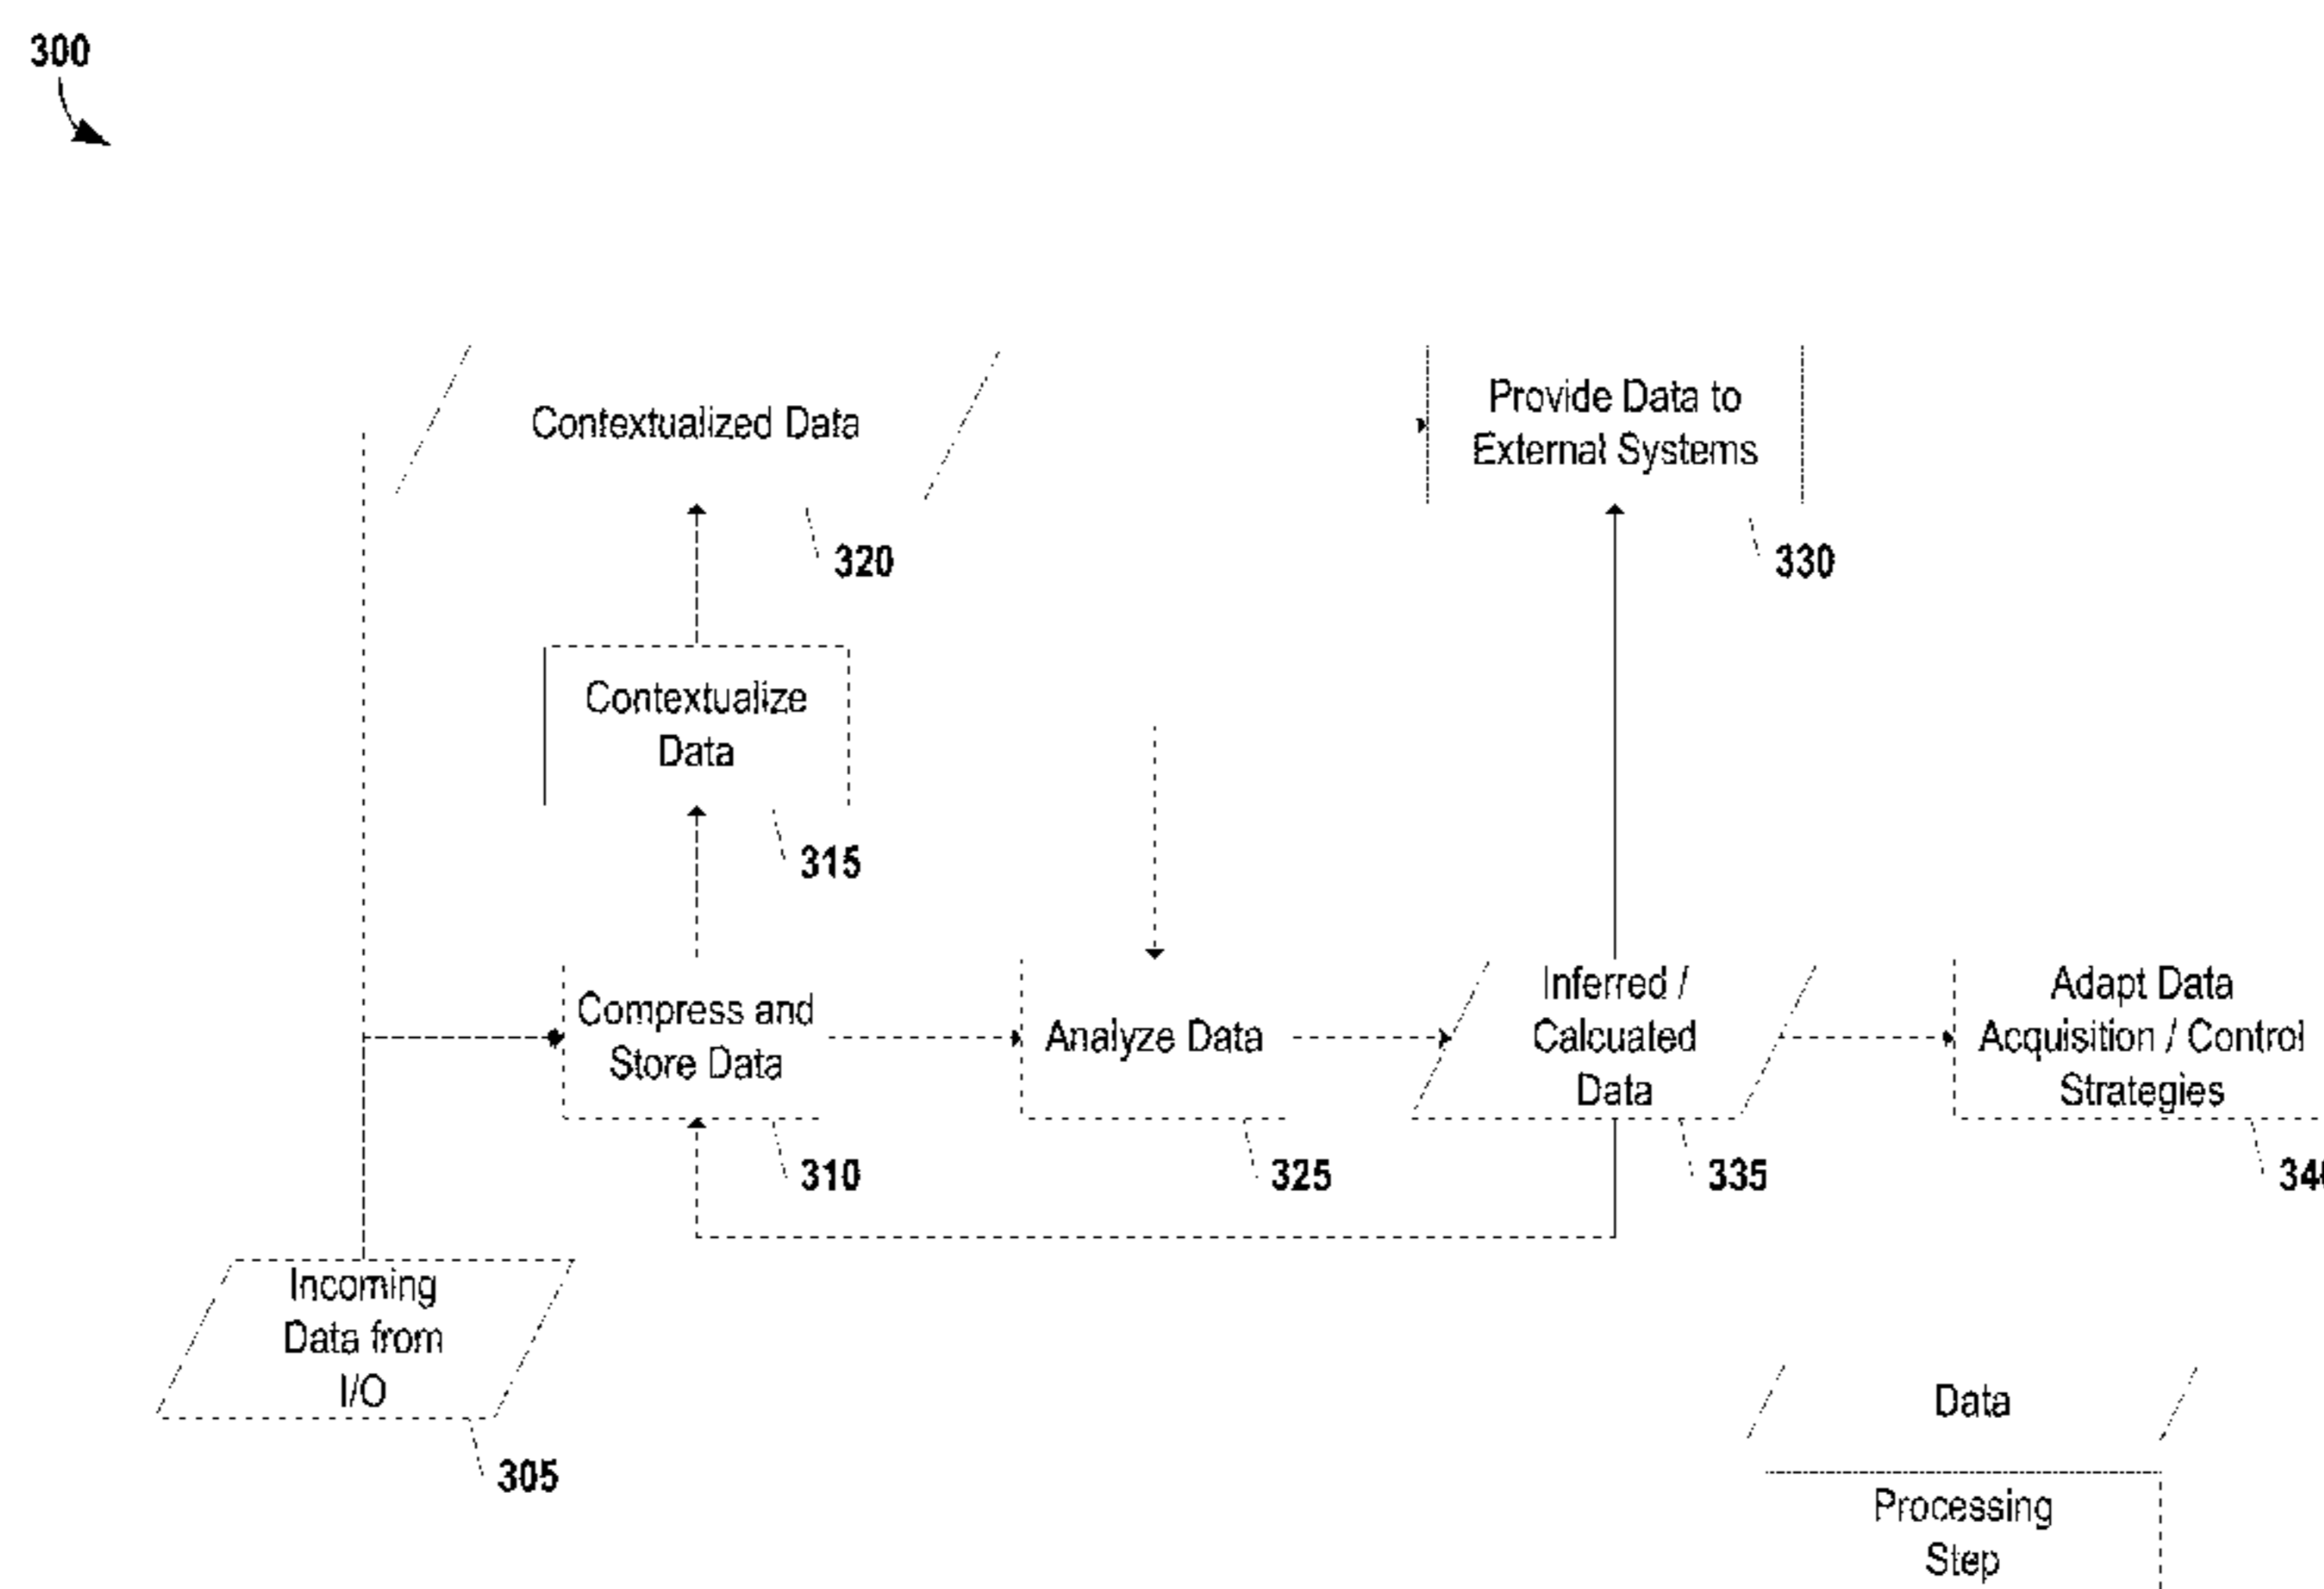 300
Contextualized Data
Provide Data to
External Systems
320
330
Contextualize
Data
315
Compress and
Store Data
Analyze Data
Inferred /
Calcuated
Data
Adapt Data
Acquisition / Control
Strategies
310
325
335
Incoming
Data from
I/O
305
Data
Processing
Step